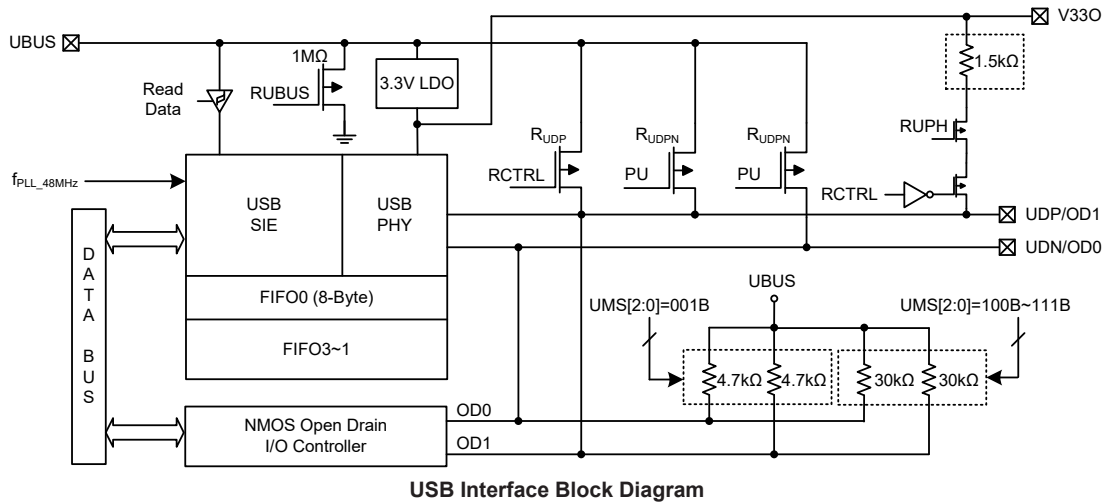 V33O
UBUS
1.5kΩ
1MΩ
3.3V LDO
Read
Data
RUBUS
RUPH
R_UDP
R_UDPN
R_UDPN
RCTRL
PU
PU
RCTRL
f_PLL_48MHz
USB
SIE
USB
PHY
UDP/OD1
UDN/OD0
DATA BUS
FIFO0 (8-Byte)
FIFO3~1
UBUS
UMS[2:0]=001B
UMS[2:0]=100B~111B
4.7kΩ
4.7kΩ
30kΩ
30kΩ
NMOS Open Drain
I/O Controller
OD0
OD1
USB Interface Block Diagram